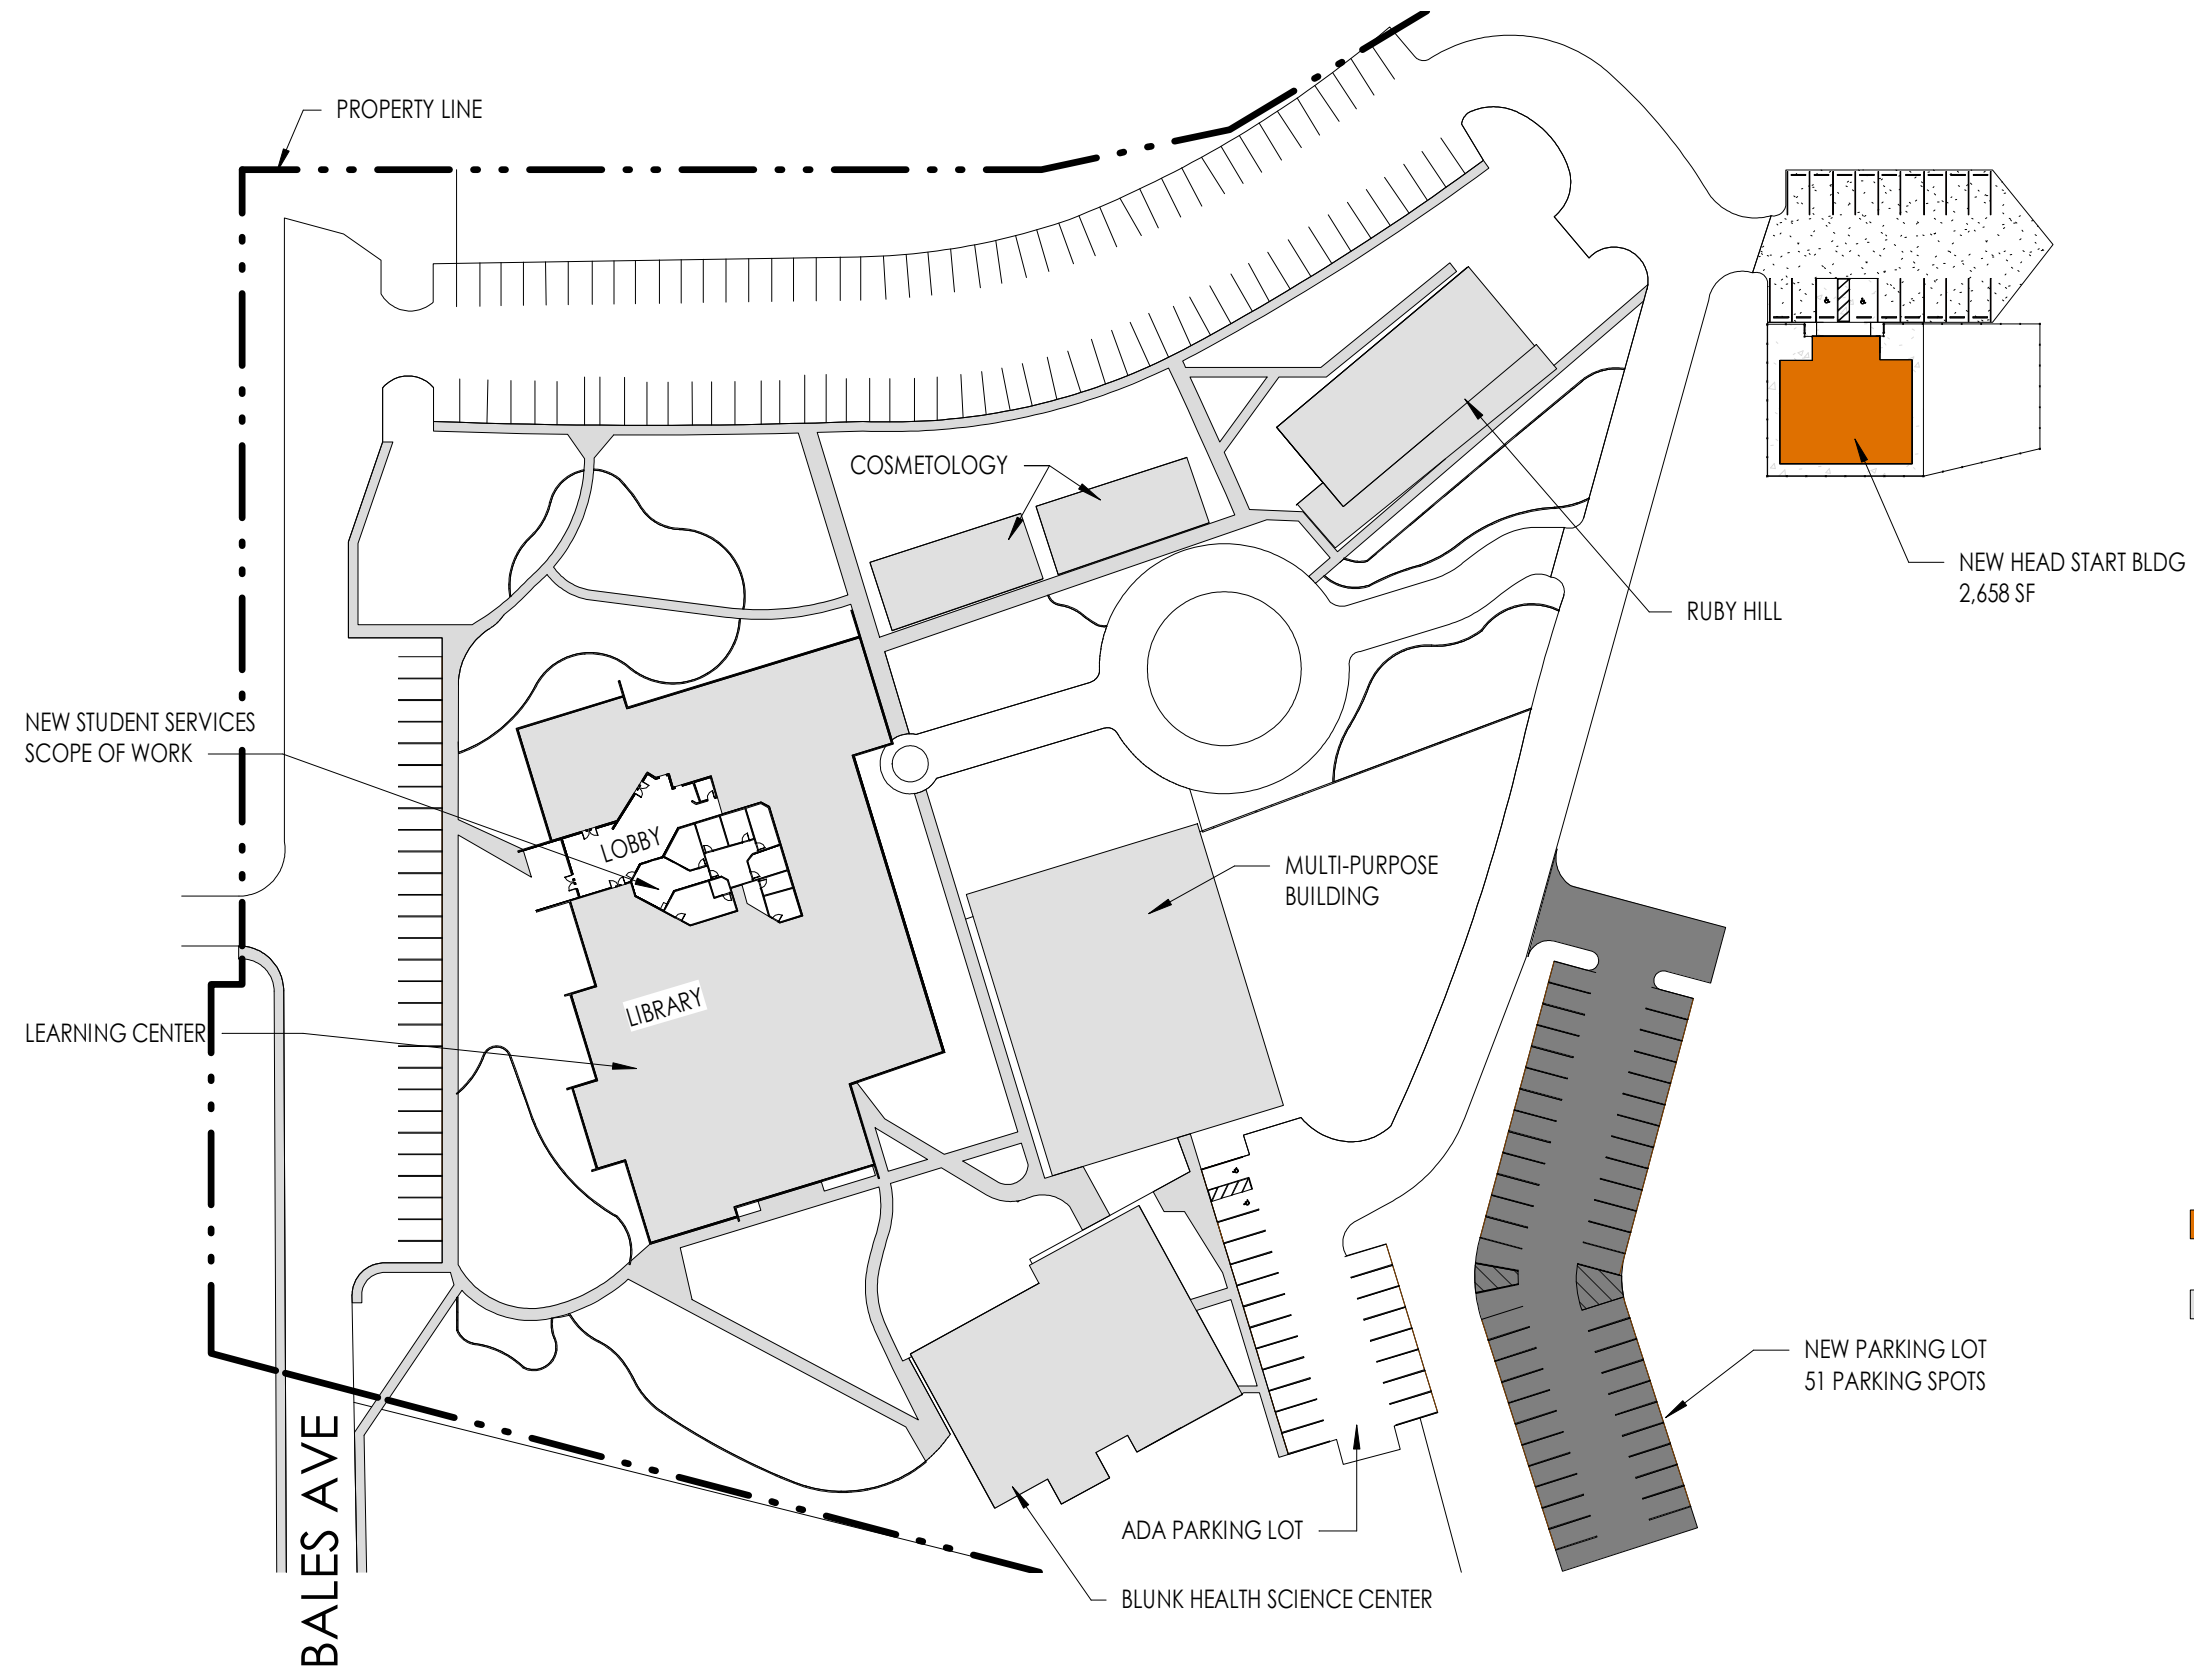 PROPERTY LINE
COSMETOLOGY
NEW HEAD START BLDG
2,658 SF
RUBY HILL
NEW STUDENT SERVICES
SCOPE OF WORK
LOBBY
MULTI-PURPOSE
BUILDING
LIBRARY
LEARNING CENTER
NEW PARKING LOT
51 PARKING SPOTS
BALES AVE
ADA PARKING LOT
BLUNK HEALTH SCIENCE CENTER